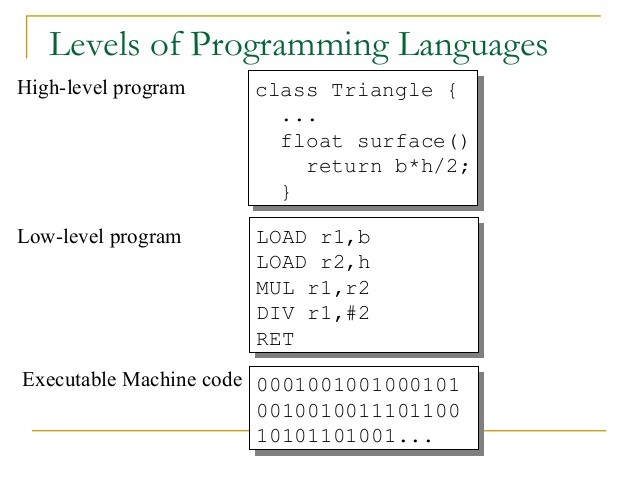 Levels of Programming Languages
High-level program
class Triangle {
...
float surface()
return b*h/2;
}
Low-level program
LOAD r1,b
LOAD r2,h
MUL r1,r2
DIV r1,#2
RET
Executable Machine code
0001001001000101
0010010011101100
10101101001...